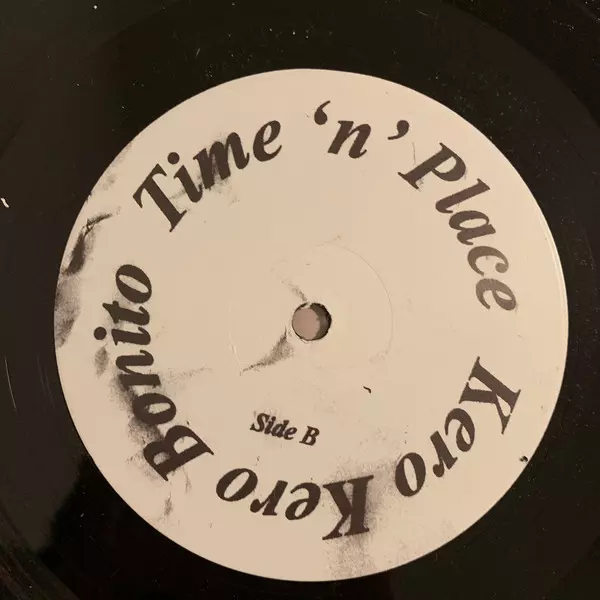 Time ‘n’ Place
Kero Kero Bonito
Side B